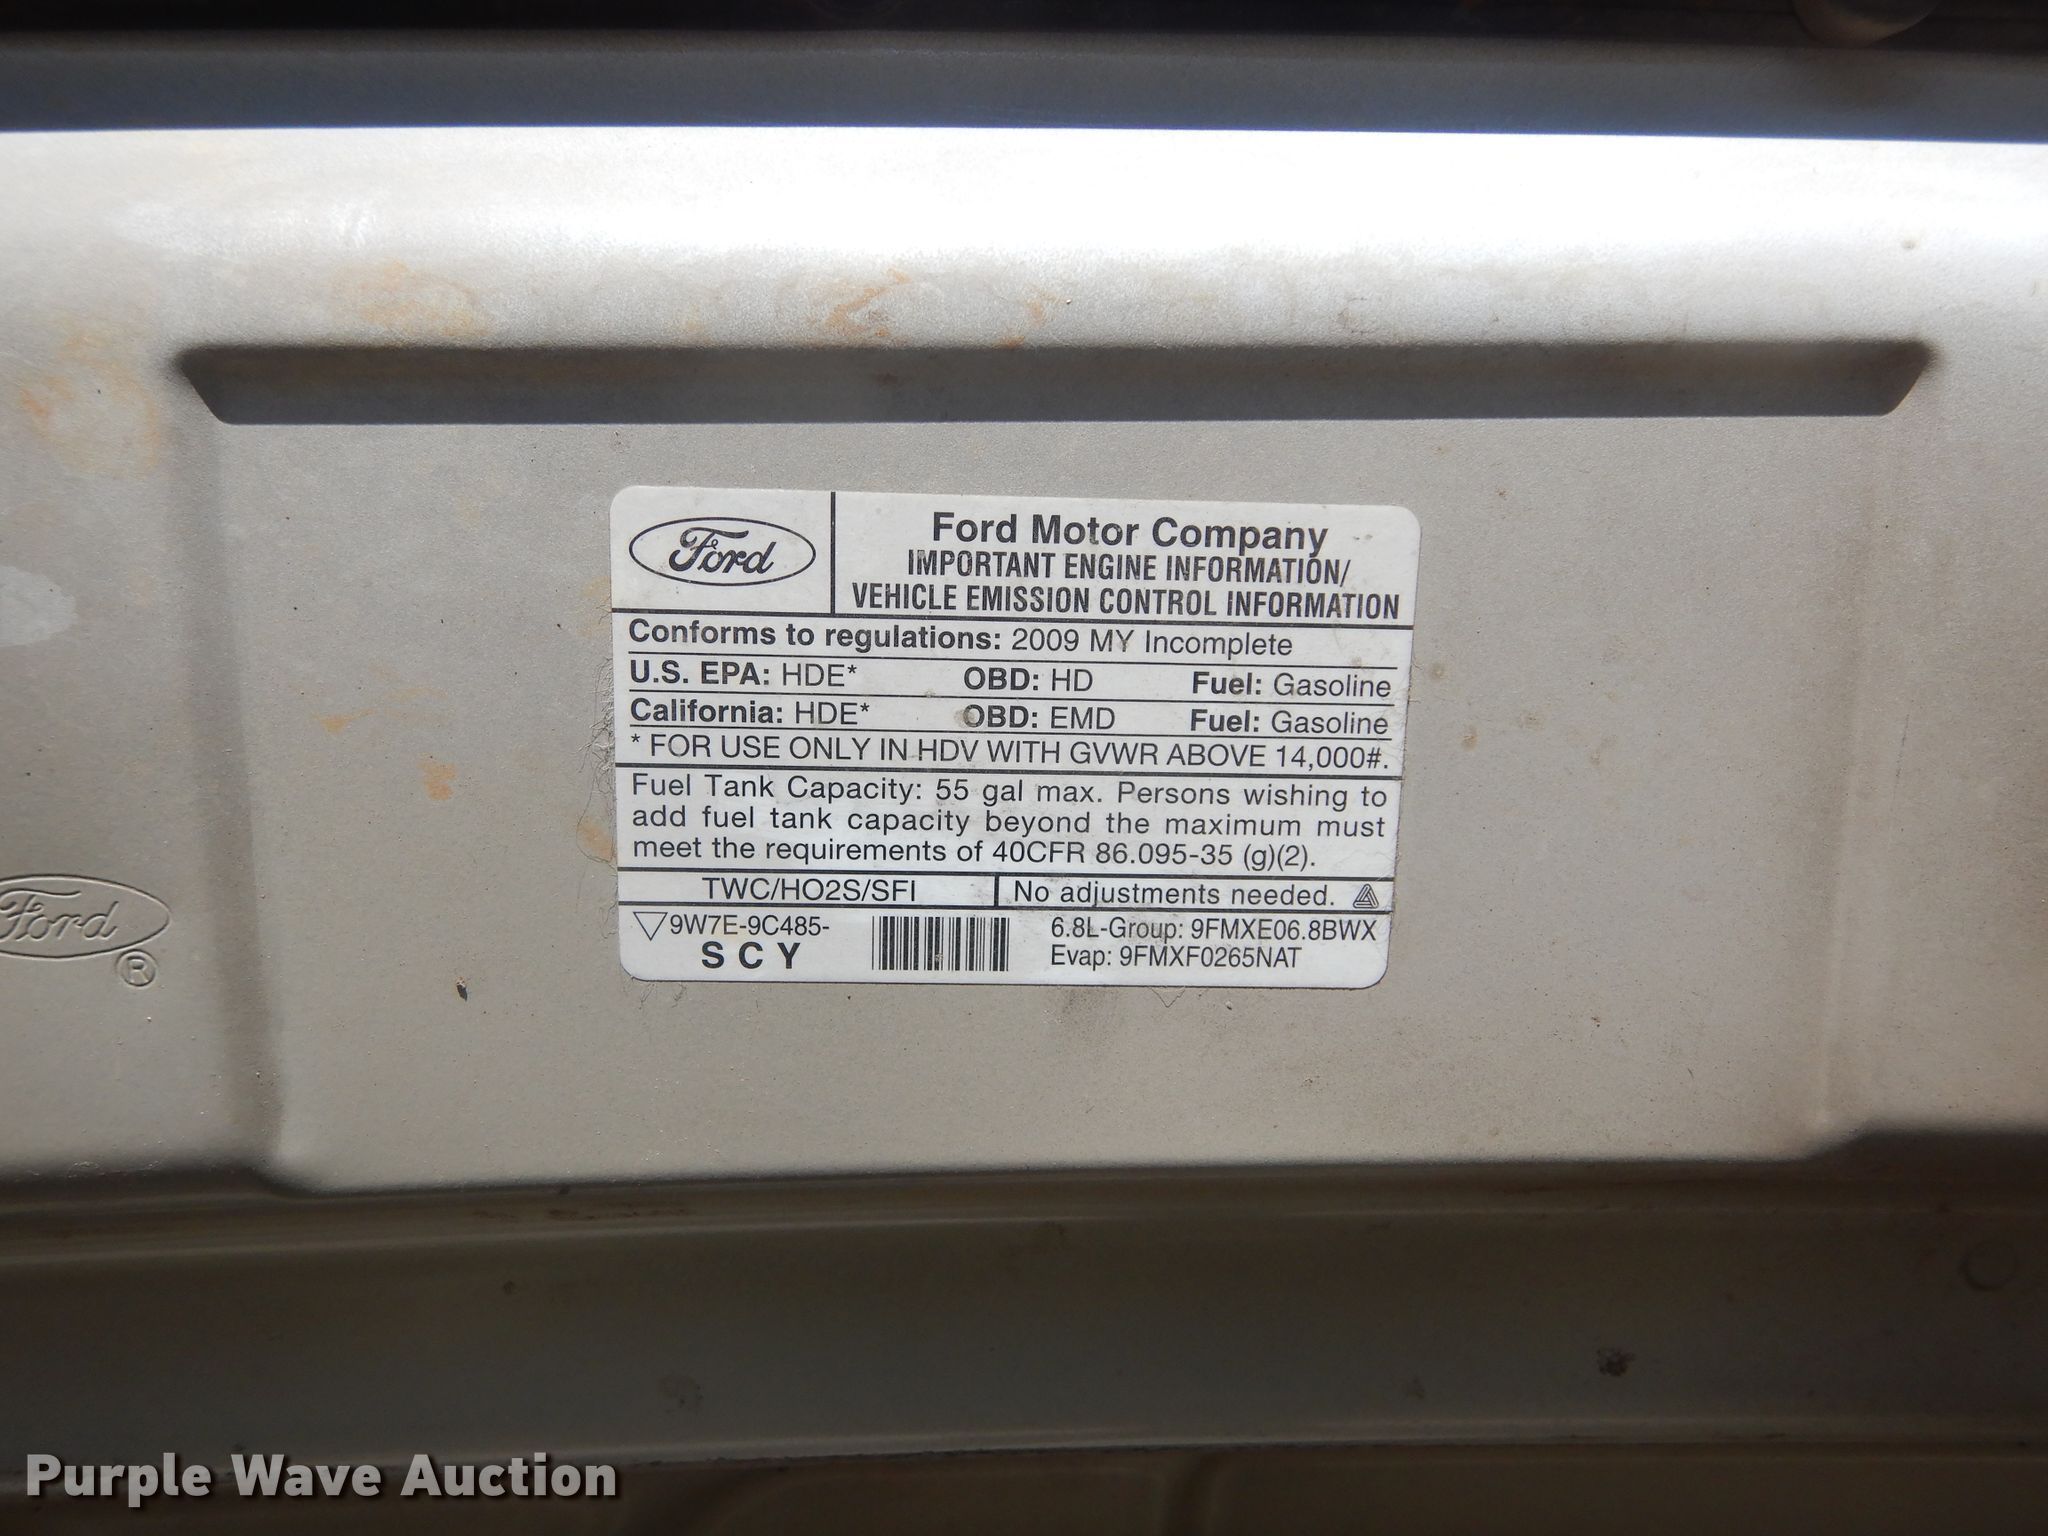 Ford
Ford Motor Company
IMPORTANT ENGINE INFORMATION/
VEHICLE EMISSION CONTROL INFORMATION
Conforms to regulations: 2009 MY Incomplete
U.S. EPA: HDE* OBD: HD Fuel: Gasoline
California: HDE* OBD: EMD Fuel: Gasoline
* FOR USE ONLY IN HDV WITH GVWR ABOVE 14,000#.
Fuel Tank Capacity: 55 gal max. Persons wishing to
add fuel tank capacity beyond the maximum must
meet the requirements of 40CFR 86.095-35 (g)(2).
TWC/HO2S/SFI No adjustments needed.
9W7E-9C485-
SCY
6.8L-Group: 9FMXE06.8BWX
Evap: 9FMXF0265NAT
Ford ®
Purple Wave Auction